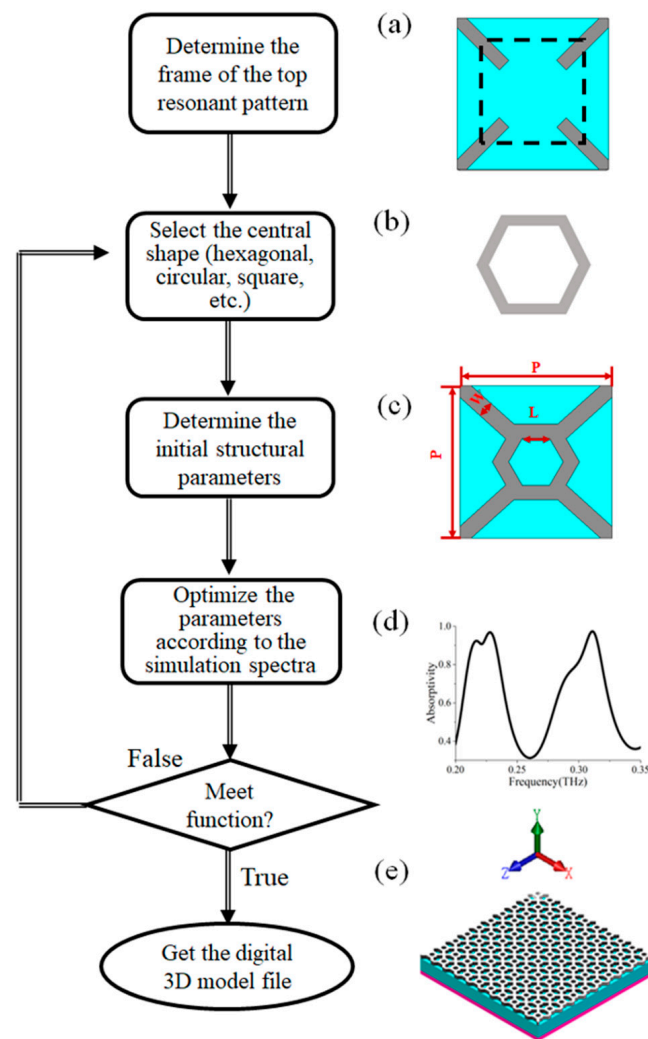 (a)
Determine the
frame of the top
resonant pattern
(b)
Select the central
shape (hexagonal,
circular, square,
etc.)
(c)
P
W
L
P
Determine the
initial structural
parameters
(d)
Optimize the
parameters
according to the
simulation spectra
1.0
0.8
0.6
0.4
Absorptivity
0.20
0.25
0.30
0.35
Frequency(THz)
False
Meet
function?
True
Y
Z
X
(e)
Get the digital
3D model file